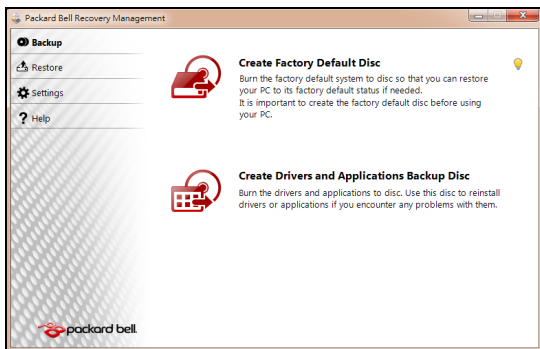 Packard Bell Recovery Management
Backup
Restore
Settings
Help
Create Factory Default Disc
Burn the factory default system to disc so that you can restore
your PC to its factory default status if needed.
It is important to create the factory default disc before using
your PC.
Create Drivers and Applications Backup Disc
Burn the drivers and applications to disc. Use this disc to reinstall
drivers or applications if you encounter any problems with them.
packard bell.